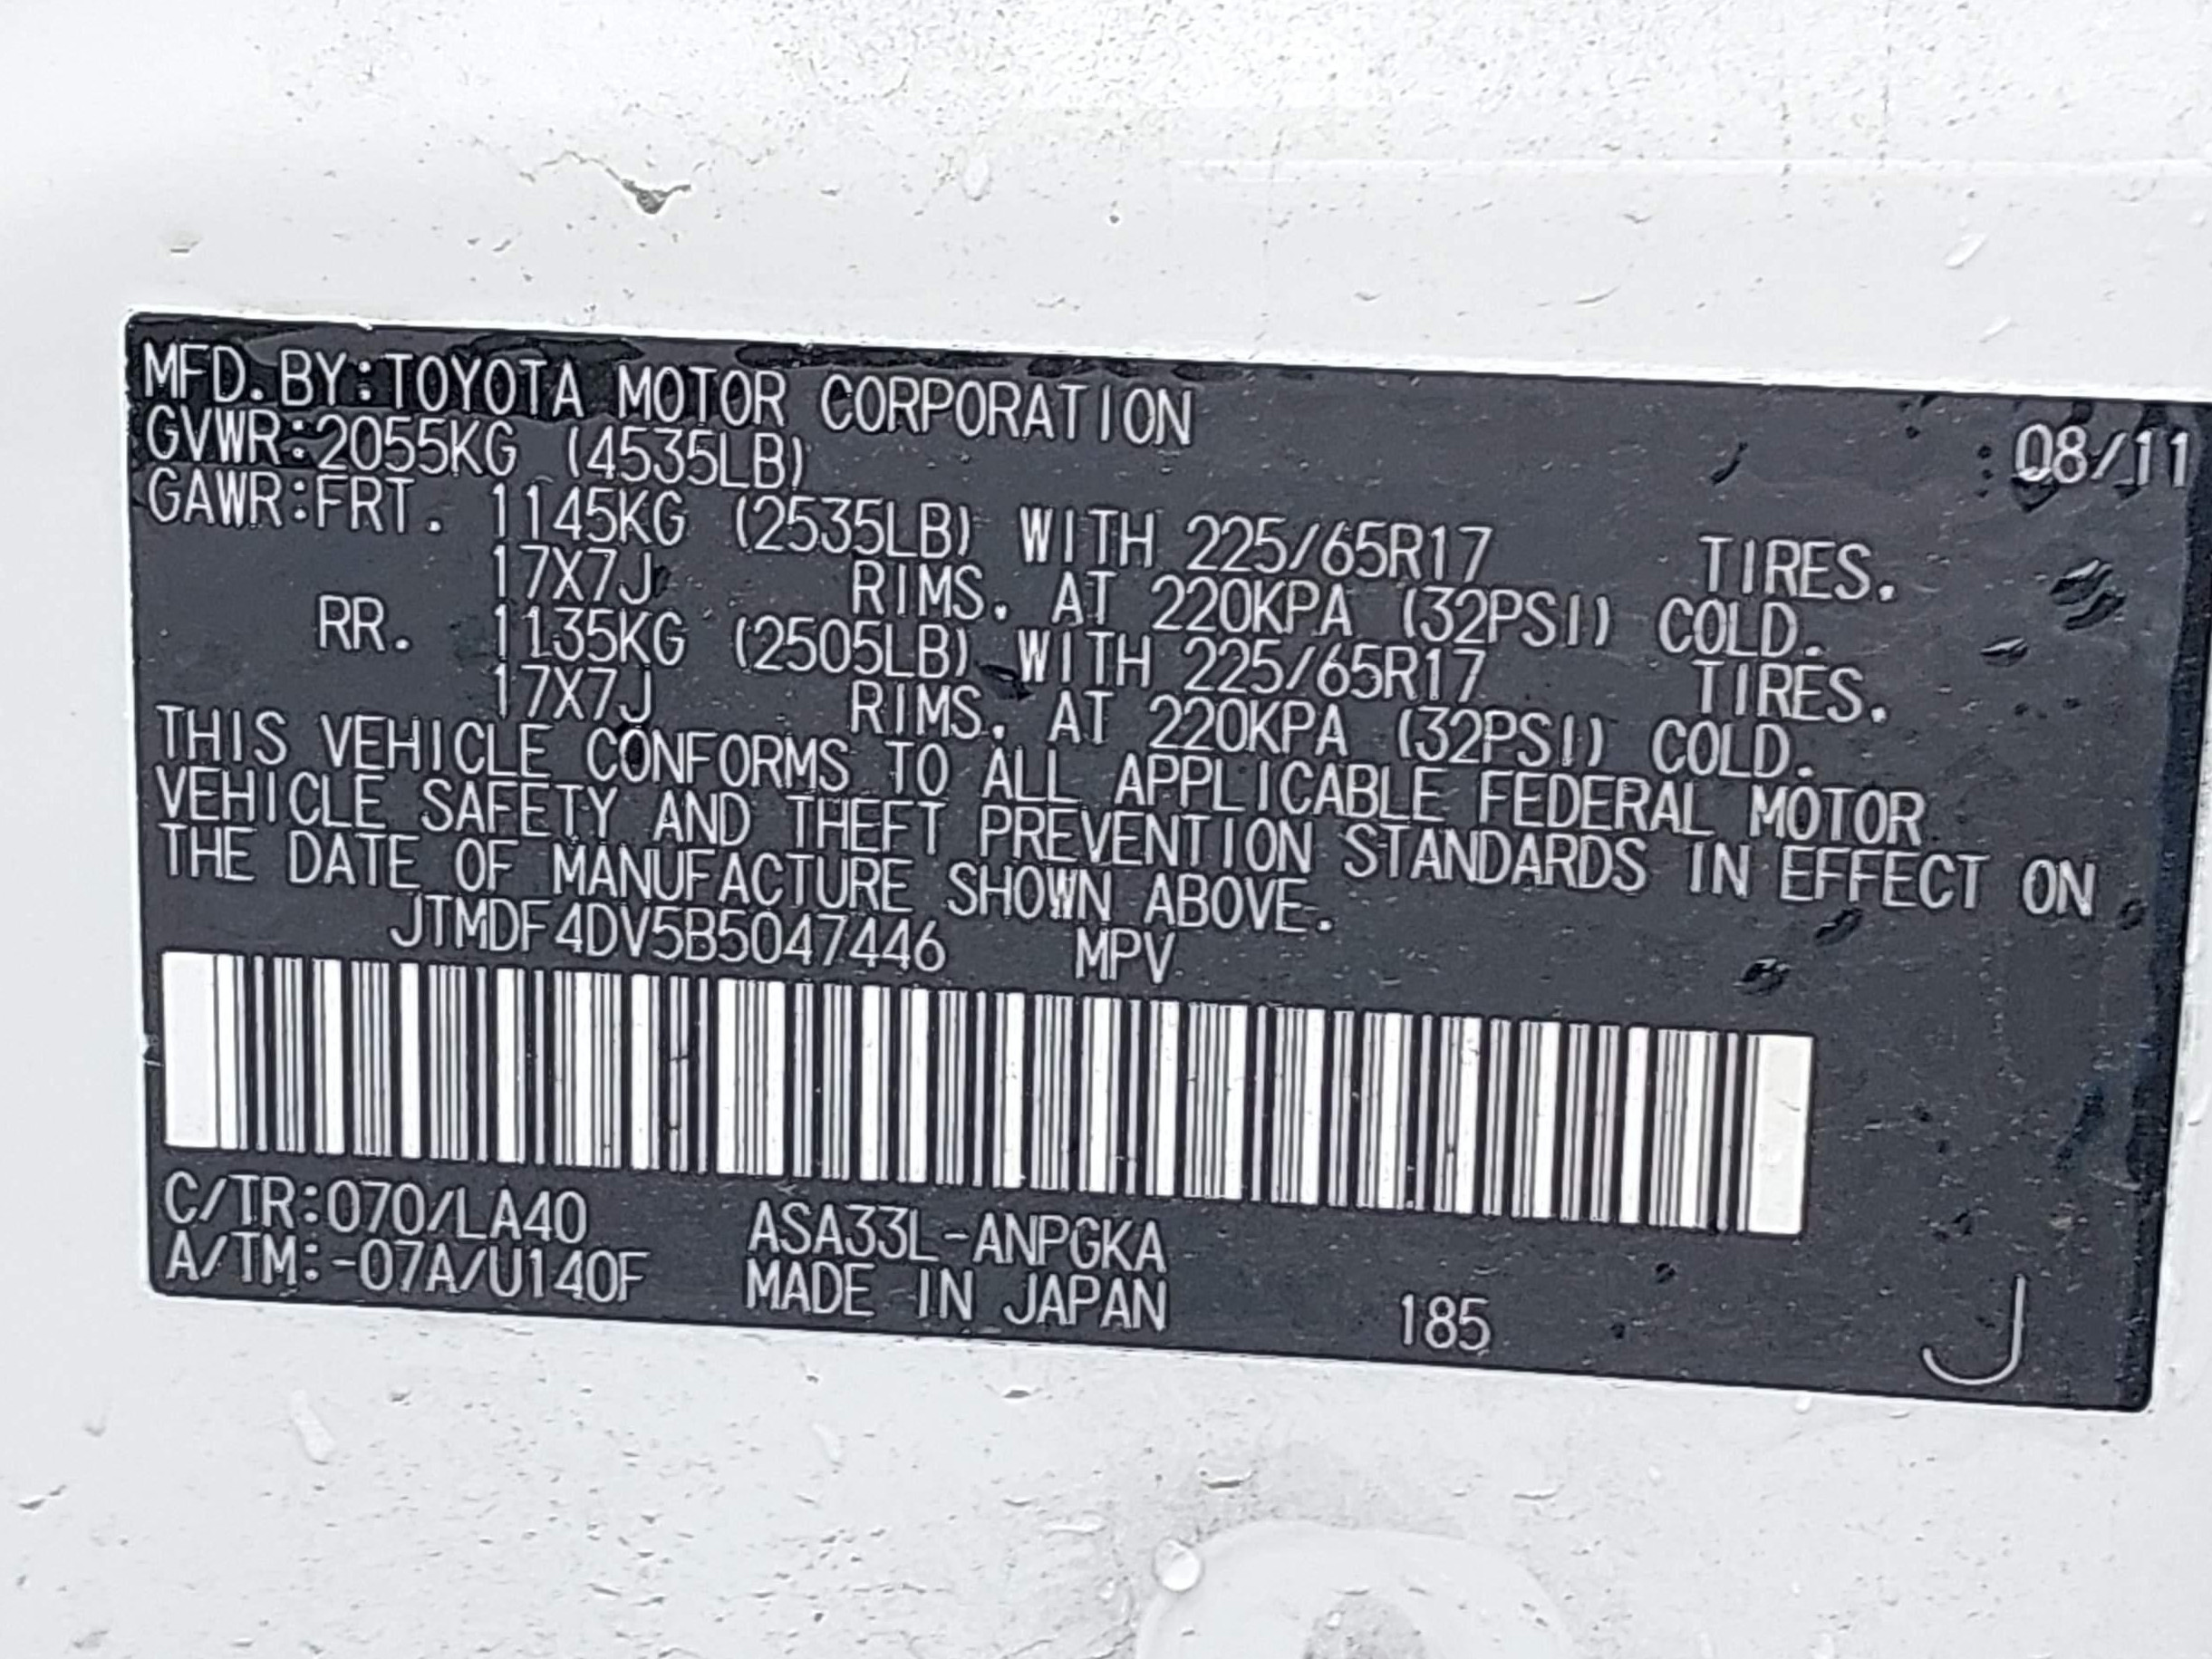 MFD.BY:TOYOTA MOTOR CORPORATION 08/11
GVWR:2055KG (4535LB)
GAWR:FRT. 1145KG (2535LB) WITH 225/65R17 TIRES.
17X7J RIMS, AT 220KPA (32PSI) COLD.
RR. 1135KG (2505LB) WITH 225/65R17 TIRES.
17X7J RIMS, AT 220KPA (32PSI) COLD.
THIS VEHICLE CONFORMS TO ALL APPLICABLE FEDERAL MOTOR
VEHICLE SAFETY AND THEFT PREVENTION STANDARDS IN EFFECT ON
THE DATE OF MANUFACTURE SHOWN ABOVE.
JTMDF4DV5B5047446 MPV
C/TR:070/LA40 ASA33L-ANPGKA
A/TM:-07A/U140F MADE IN JAPAN 185 J